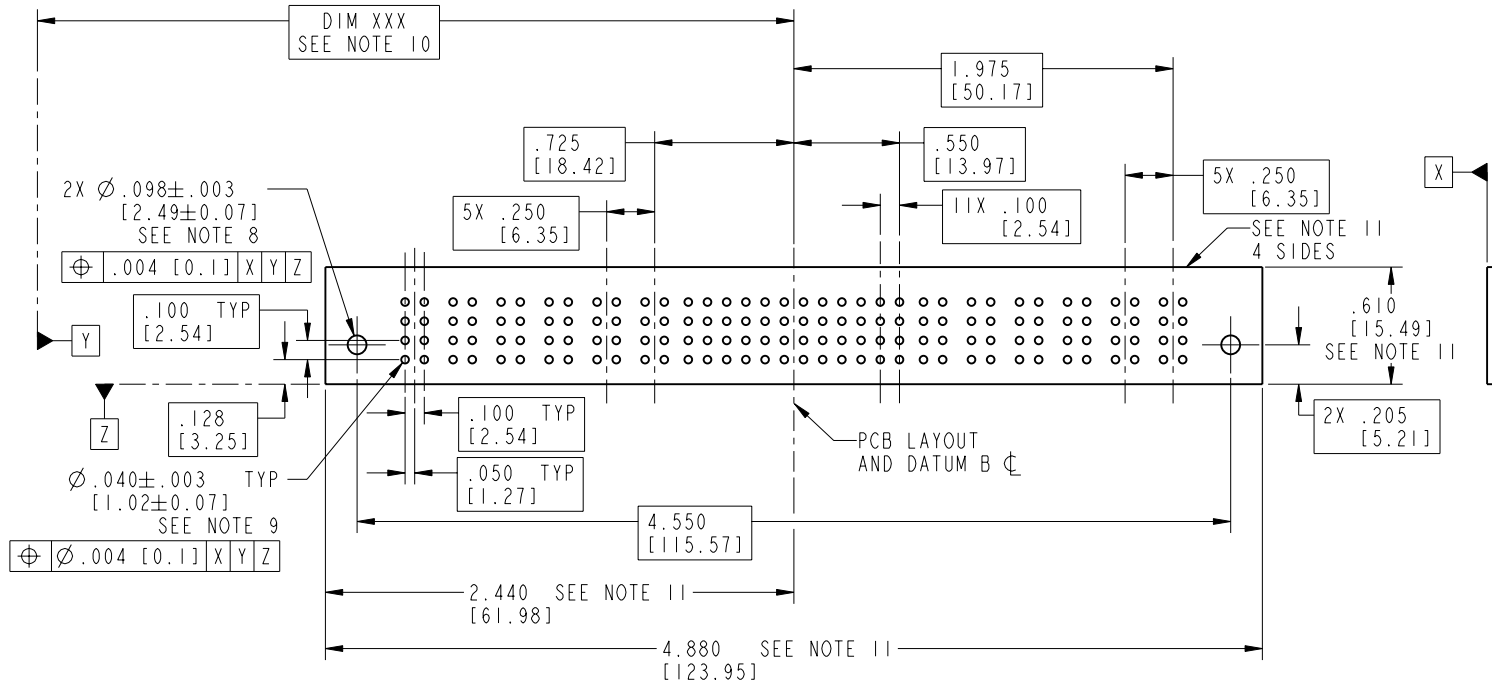 DIM XXX
SEE NOTE 10
1.975
[50.17]
.725
[18.42]
.550
[13.97]
2X Ø .098±.003
[2.49±0.07]
SEE NOTE 8
⌖ .004 [0.1] X Y Z
5X .250
[6.35]
11X .100
[2.54]
5X .250
[6.35]
X
SEE NOTE 11
4 SIDES
.100 TYP
[2.54]
Y
.610
[15.49]
SEE NOTE 11
Z
.128
[3.25]
.100 TYP
[2.54]
2X .205
[5.21]
PCB LAYOUT
AND DATUM B ℄
Ø .040±.003 TYP
[1.02±0.07]
SEE NOTE 9
⌖ Ø .004 [0.1] X Y Z
.050 TYP
[1.27]
4.550
[115.57]
2.440 SEE NOTE 11
[61.98]
4.880 SEE NOTE 11
[123.95]